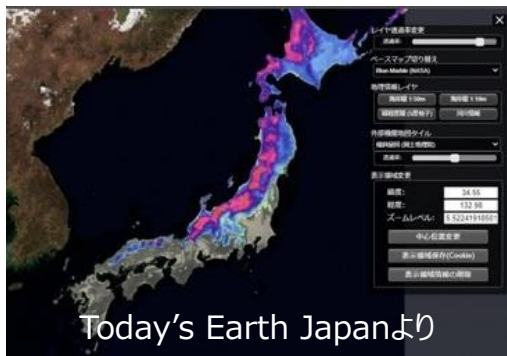 レイヤ透過率変更
透過率:
ベースマップ切り替え
Blue Marble (NASA)
地理情報レイヤ
海岸線 1:50m
海岸線 1:10m
緯経度線 (5度格子)
河川情報
外部機関地図タイル
傾斜量図 (国土地理院)
透過率:
表示領域変更
緯度:
34.55
経度:
132.98
ズームレベル:
5.52241910501
中心位置変更
表示領域保存(Cookie)
表示領域情報の削除
Today's Earth Japanより